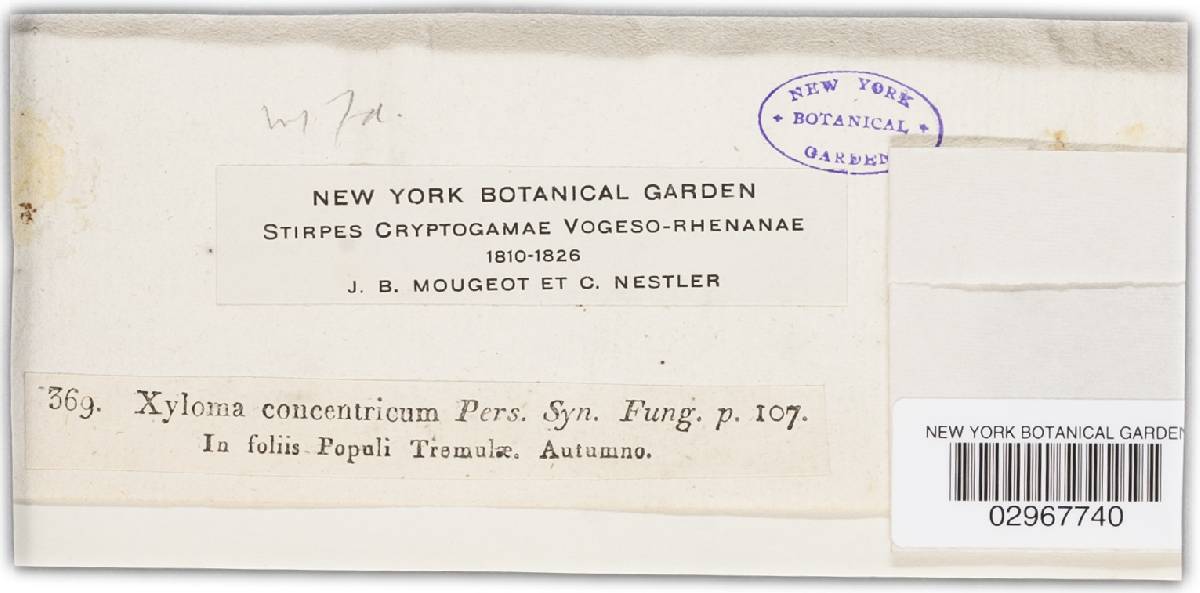 NEW YORK
✦ BOTANICAL ✦
GARDEN
NEW YORK BOTANICAL GARDEN
STIRPES CRYPTOGAMAE VOGESO-RHENANAE
1810-1826
J. B. MOUGEOT ET C. NESTLER
369. Xyloma concentricum Pers. Syn. Fung. p. 107.
In foliis Populi Tremulæ. Autumno.
NEW YORK BOTANICAL GARDEN
02967740